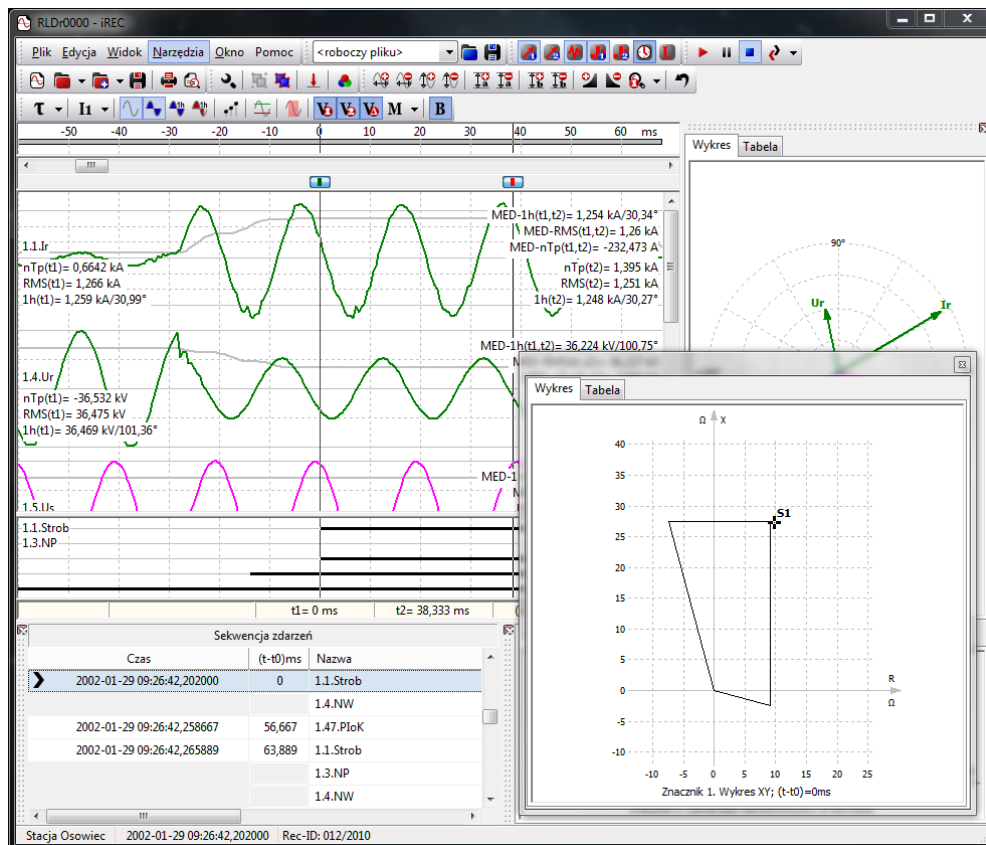 RLDr0000 - iREC
Plik Edycja Widok Narzędzia Okno Pomoc <roboczy pliku>
τ I1 1h 4h V1 V2 VA M B
-50 -40 -30 -20 -10 0 10 20 30 40 50 60 ms
Wykres Tabela
MED-1h(t1,t2)= 1,254 kA/30,34°
MED-RMS(t1,t2)= 1,26 kA
1.1.Ir
MED-nTp(t1,t2)= -232,473 A
nTp(t1)= 0,6642 kA
nTp(t2)= 1,395 kA
RMS(t1)= 1,266 kA
RMS(t2)= 1,251 kA
1h(t1)= 1,259 kA/30,99°
1h(t2)= 1,248 kA/30,27°
90°
Ur
Ir
MED-1h(t1,t2)= 36,224 kV/100,75°
1.4.Ur
nTp(t1)= -36,532 kV
RMS(t1)= 36,475 kV
1h(t1)= 36,469 kV/101,36°
MED-1
1.5.Us
1.1.Strob
1.3.NP
t1= 0 ms t2= 38,333 ms
Wykres Tabela
Ω X
40
35
30
S1
25
20
15
10
5
0
R
Ω
-5
-10
-10 -5 0 5 10 15 20 25
Znacznik 1. Wykres XY; (t-t0)=0ms
Sekwencja zdarzeń
Czas (t-t0)ms Nazwa
2002-01-29 09:26:42,202000 0 1.1.Strob
1.4.NW
2002-01-29 09:26:42,258667 56,667 1.47.PIoK
2002-01-29 09:26:42,265889 63,889 1.1.Strob
1.3.NP
1.4.NW
Stacja Osowiec 2002-01-29 09:26:42,202000 Rec-ID: 012/2010